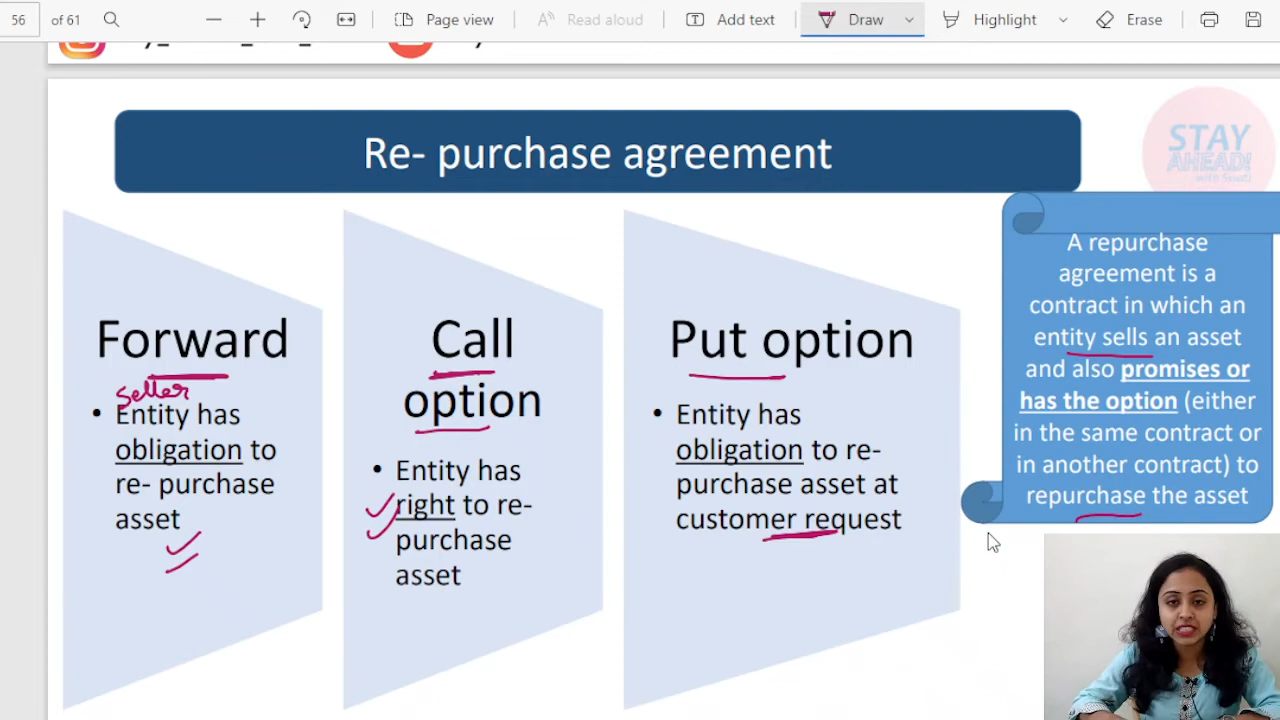 56 of 61 Page view Read aloud Add text Draw Highlight Erase
Re- purchase agreement
STAY
AHEAD!
with Swati
Forward
seller
• Entity has
obligation to
re- purchase
asset
Call
option
• Entity has
right to re-
purchase
asset
Put option
• Entity has
obligation to re-
purchase asset at
customer request
A repurchase
agreement is a
contract in which an
entity sells an asset
and also promises or
has the option (either
in the same contract or
in another contract) to
repurchase the asset